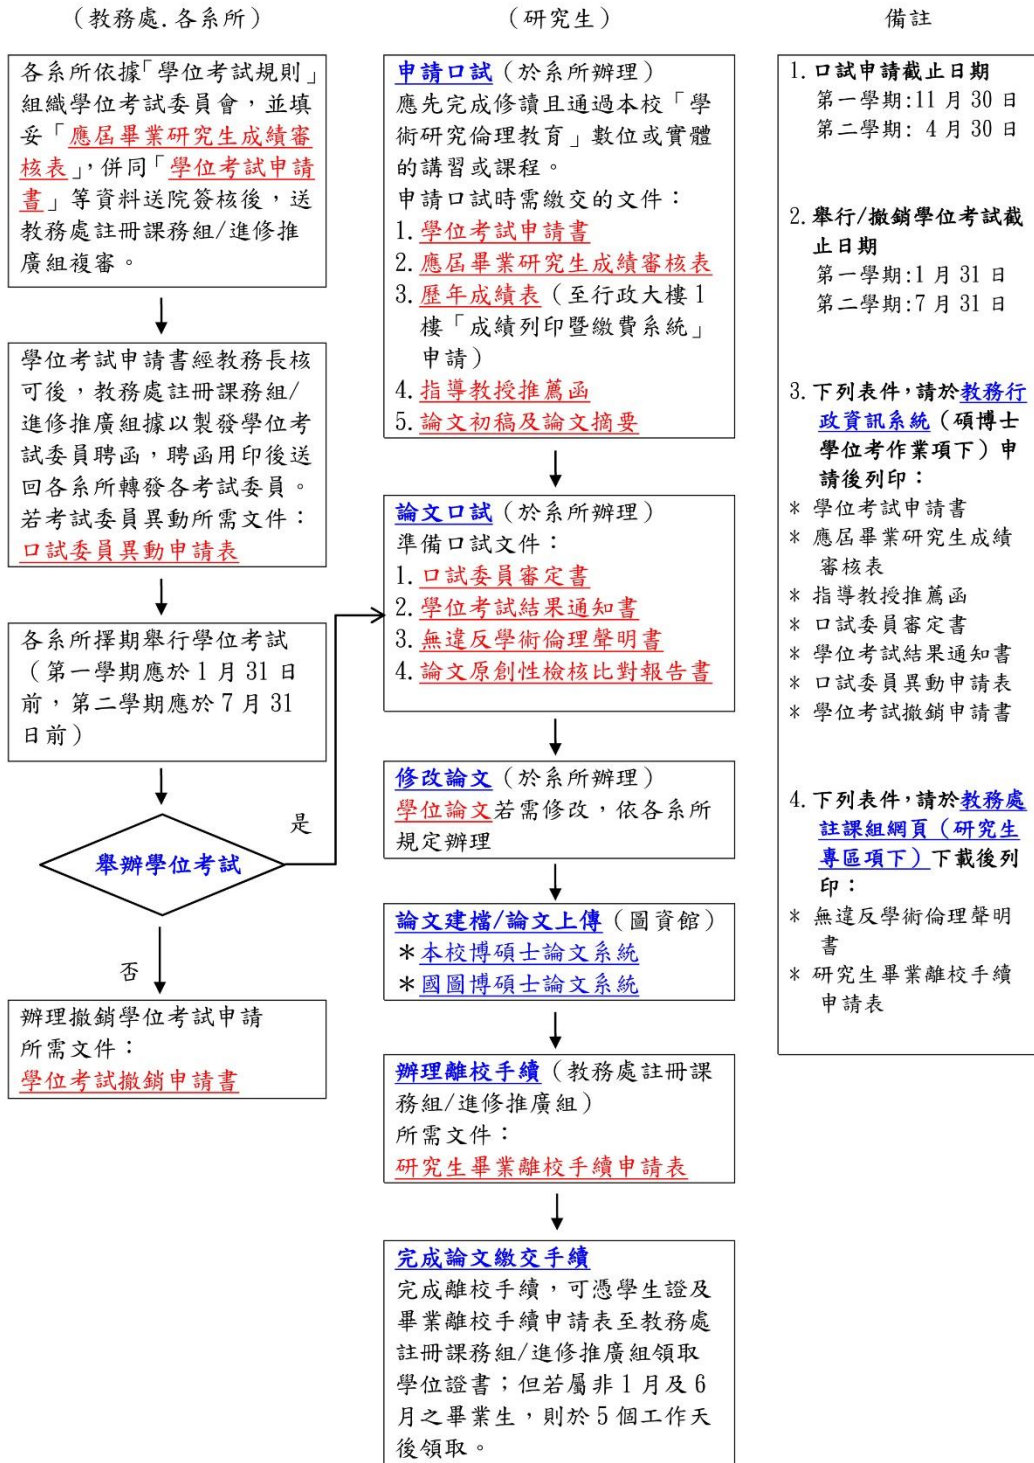 （教務處.各系所）
各系所依據「學位考試規則」
組織學位考試委員會，並填
妥「應屆畢業研究生成績審
核表」，併同「學位考試申請
書」等資料送院簽核後，送
教務處註冊課務組/進修推
廣組複審。
學位考試申請書經教務長核
可後，教務處註冊課務組/
進修推廣組據以製發學位考
試委員聘函，聘函用印後送
回各系所轉發各考試委員。
若考試委員異動所需文件：
口試委員異動申請表
各系所擇期舉行學位考試
（第一學期應於 1 月 31 日
前，第二學期應於 7 月 31
日前）
舉辦學位考試
是
否
辦理撤銷學位考試申請
所需文件：
學位考試撤銷申請書
（研究生）
申請口試（於系所辦理）
應先完成修讀且通過本校「學
術研究倫理教育」數位或實體
的講習或課程。
申請口試時需繳交的文件：
1. 學位考試申請書
2. 應屆畢業研究生成績審核表
3. 歷年成績表（至行政大樓 1
樓「成績列印暨繳費系統」
申請）
4. 指導教授推薦函
5. 論文初稿及論文摘要
論文口試（於系所辦理）
準備口試文件：
1. 口試委員審定書
2. 學位考試結果通知書
3. 無違反學術倫理聲明書
4. 論文原創性檢核比對報告書
修改論文（於系所辦理）
學位論文若需修改，依各系所
規定辦理
論文建檔/論文上傳（圖資館）
＊本校博碩士論文系統
＊國圖博碩士論文系統
辦理離校手續（教務處註冊課
務組/進修推廣組）
所需文件：
研究生畢業離校手續申請表
完成論文繳交手續
完成離校手續，可憑學生證及
畢業離校手續申請表至教務處
註冊課務組/進修推廣組領取
學位證書；但若屬非 1 月及 6
月之畢業生，則於 5 個工作天
後領取。
備註
1. 口試申請截止日期
第一學期:11 月 30 日
第二學期: 4 月 30 日
2. 舉行/撤銷學位考試截
止日期
第一學期:1 月 31 日
第二學期:7 月 31 日
3. 下列表件，請於教務行
政資訊系統（碩博士
學位考作業項下）申
請後列印：
* 學位考試申請書
* 應屆畢業研究生成績
審核表
* 指導教授推薦函
* 口試委員審定書
* 學位考試結果通知書
* 口試委員異動申請表
* 學位考試撤銷申請書
4. 下列表件，請於教務處
註課組網頁（研究生
專區項下）下載後列
印：
* 無違反學術倫理聲明
書
* 研究生畢業離校手續
申請表